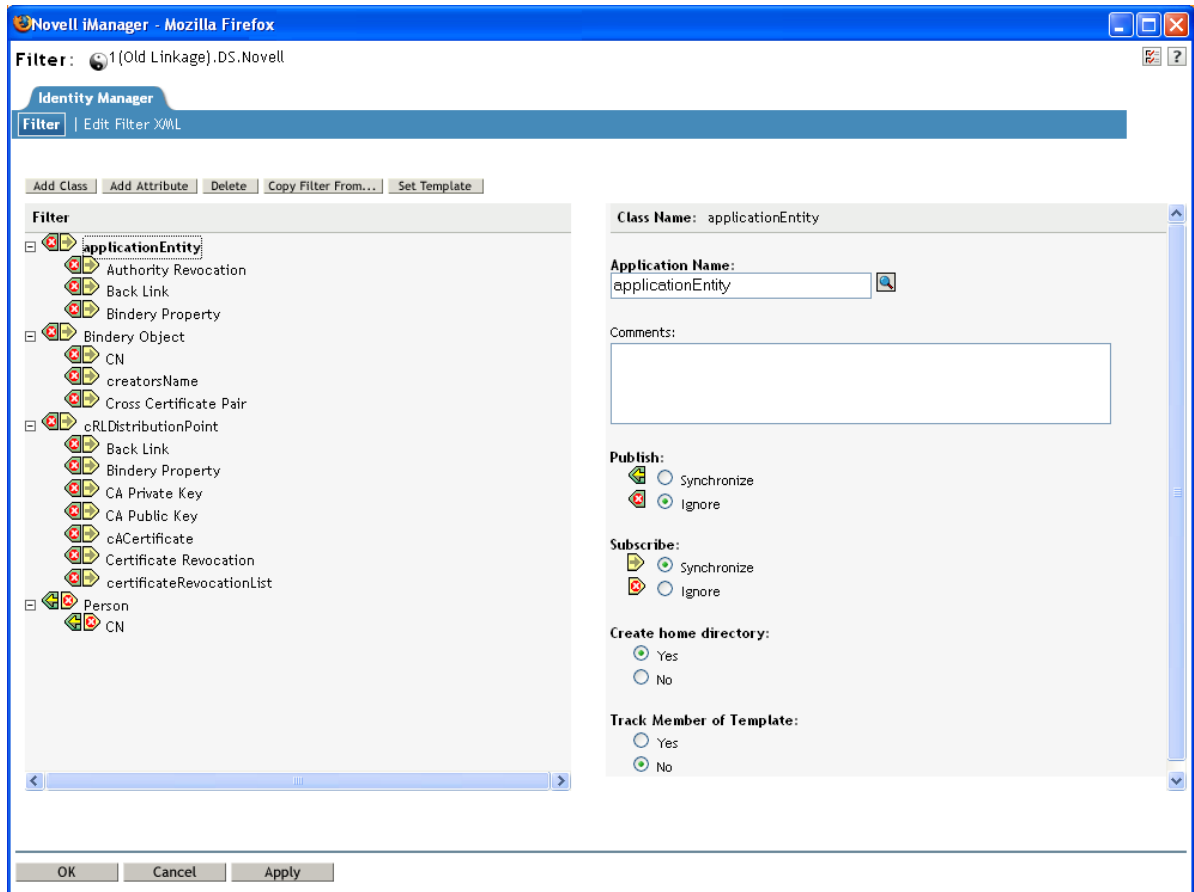 Novell iManager - Mozilla Firefox
Filter: 1(Old Linkage).DS.Novell
?
Identity Manager
Filter | Edit Filter XML
Add Class Add Attribute Delete Copy Filter From... Set Template
Filter
applicationEntity
Authority Revocation
Back Link
Bindery Property
Bindery Object
CN
creatorsName
Cross Certificate Pair
cRLDistributionPoint
Back Link
Bindery Property
CA Private Key
CA Public Key
cACertificate
Certificate Revocation
certificateRevocationList
Person
CN
Class Name: applicationEntity
Application Name:
applicationEntity
Comments:
Publish:
Synchronize
Ignore
Subscribe:
Synchronize
Ignore
Create home directory:
Yes
No
Track Member of Template:
Yes
No
OK Cancel Apply